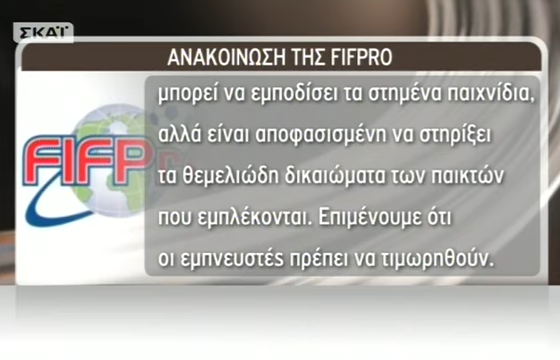 ΣΚΑΪ
ΑΝΑΚΟΙΝΩΣΗ ΤΗΣ FIFPRO
μπορεί να εμποδίσει τα στημένα παιχνίδια,
αλλά είναι αποφασισμένη να στηρίξει
τα θεμελιώδη δικαιώματα των παικτών
που εμπλέκονται. Επιμένουμε ότι
οι εμπνευστές πρέπει να τιμωρηθούν.
FIFPro